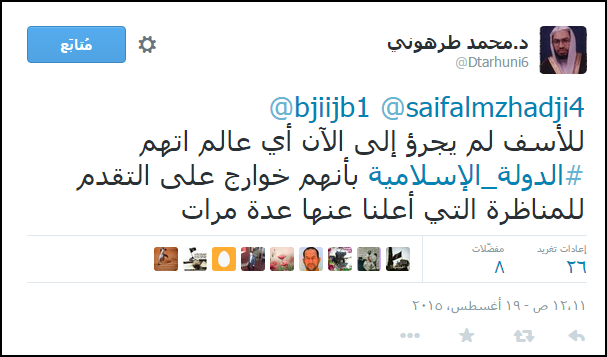 د.محمد طرهوني
@Dtarhuni6
مُتابَع
@bjiijb1 @saifalmzhadji4
للأسف لم يجرؤ إلى الآن أي عالم اتهم
#الدولة_الإسلامية بأنهم خوارج على التقدم
للمناظرة التي أعلنا عنها عدة مرات
إعادات تغريد
٢٦
مفضّلات
٨
١٢،١١ ص - ١٩ أغسطس، ٢٠١٥